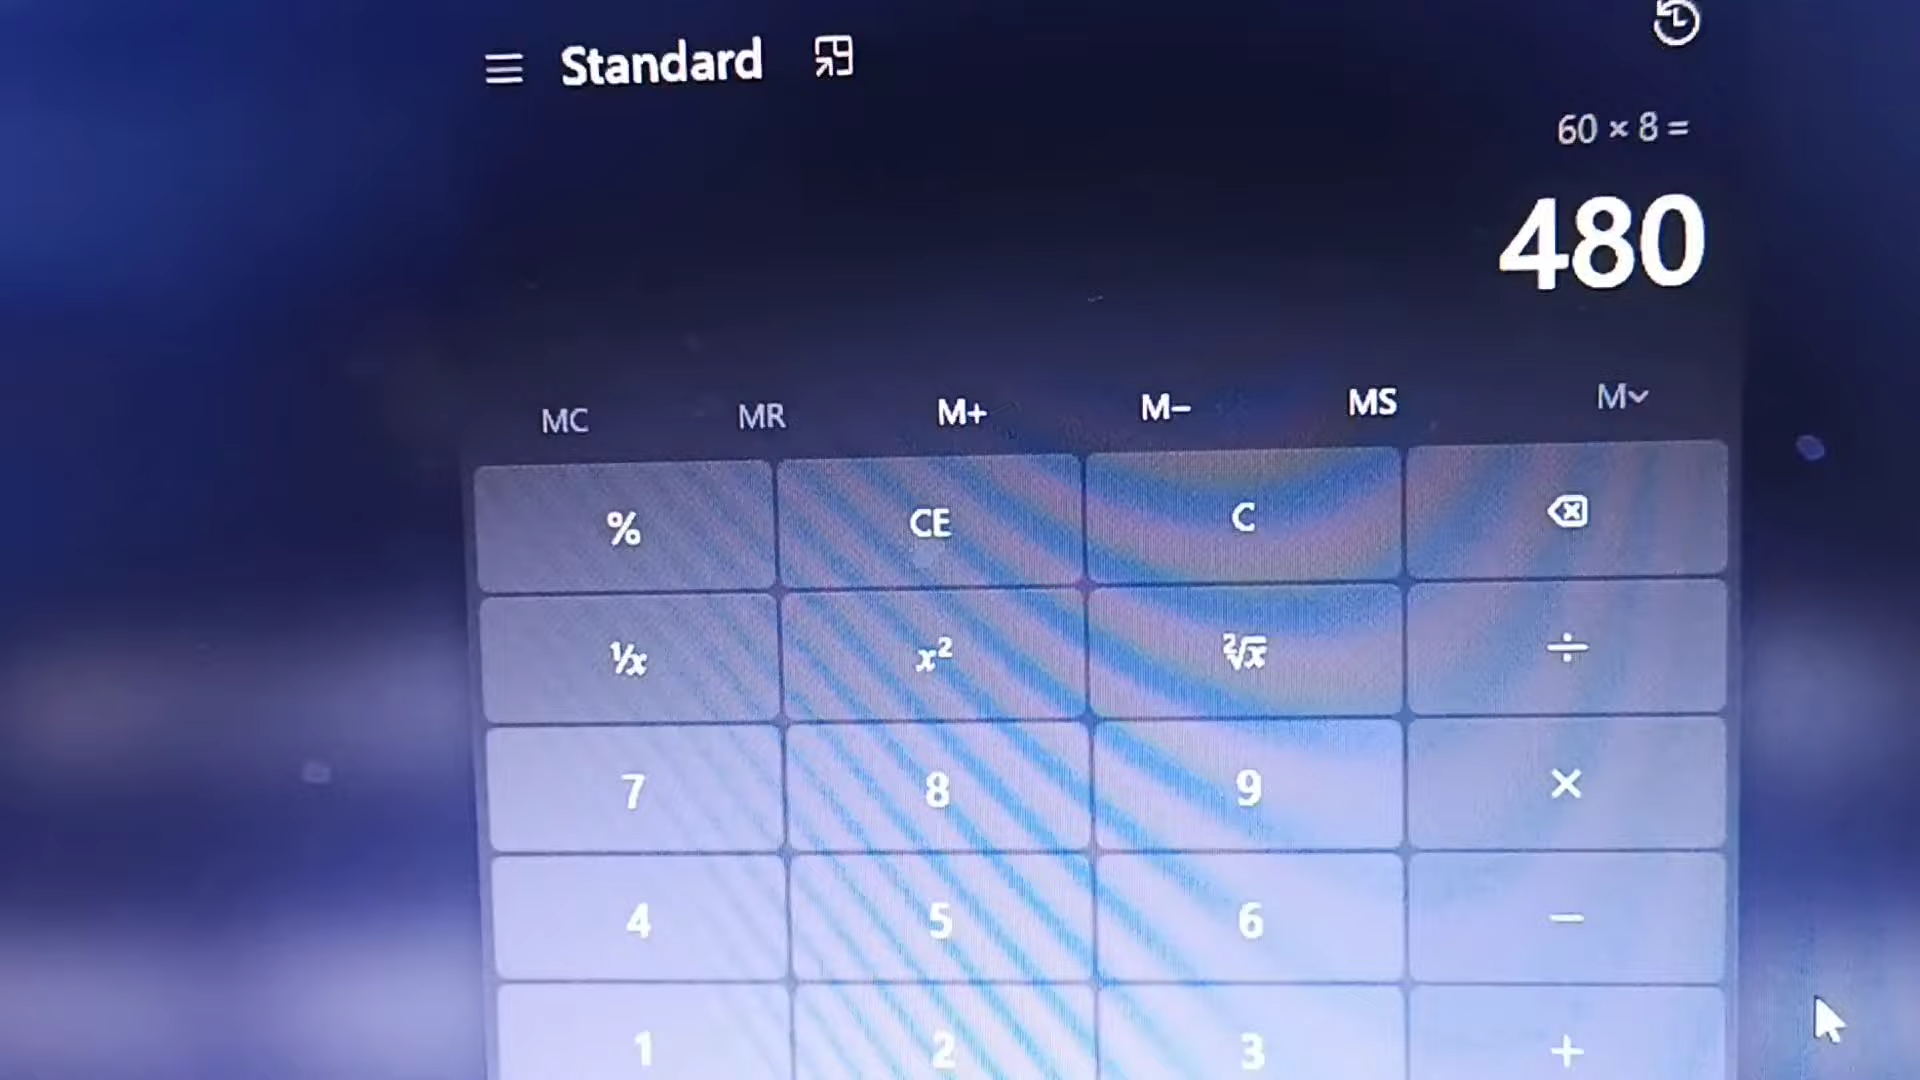 Standard
60 × 8 =
480
MC MR M+ M− MS M
% CE C
¹/x x² ²√x ÷
7 8 9 ×
4 5 6 −
1 2 3 +